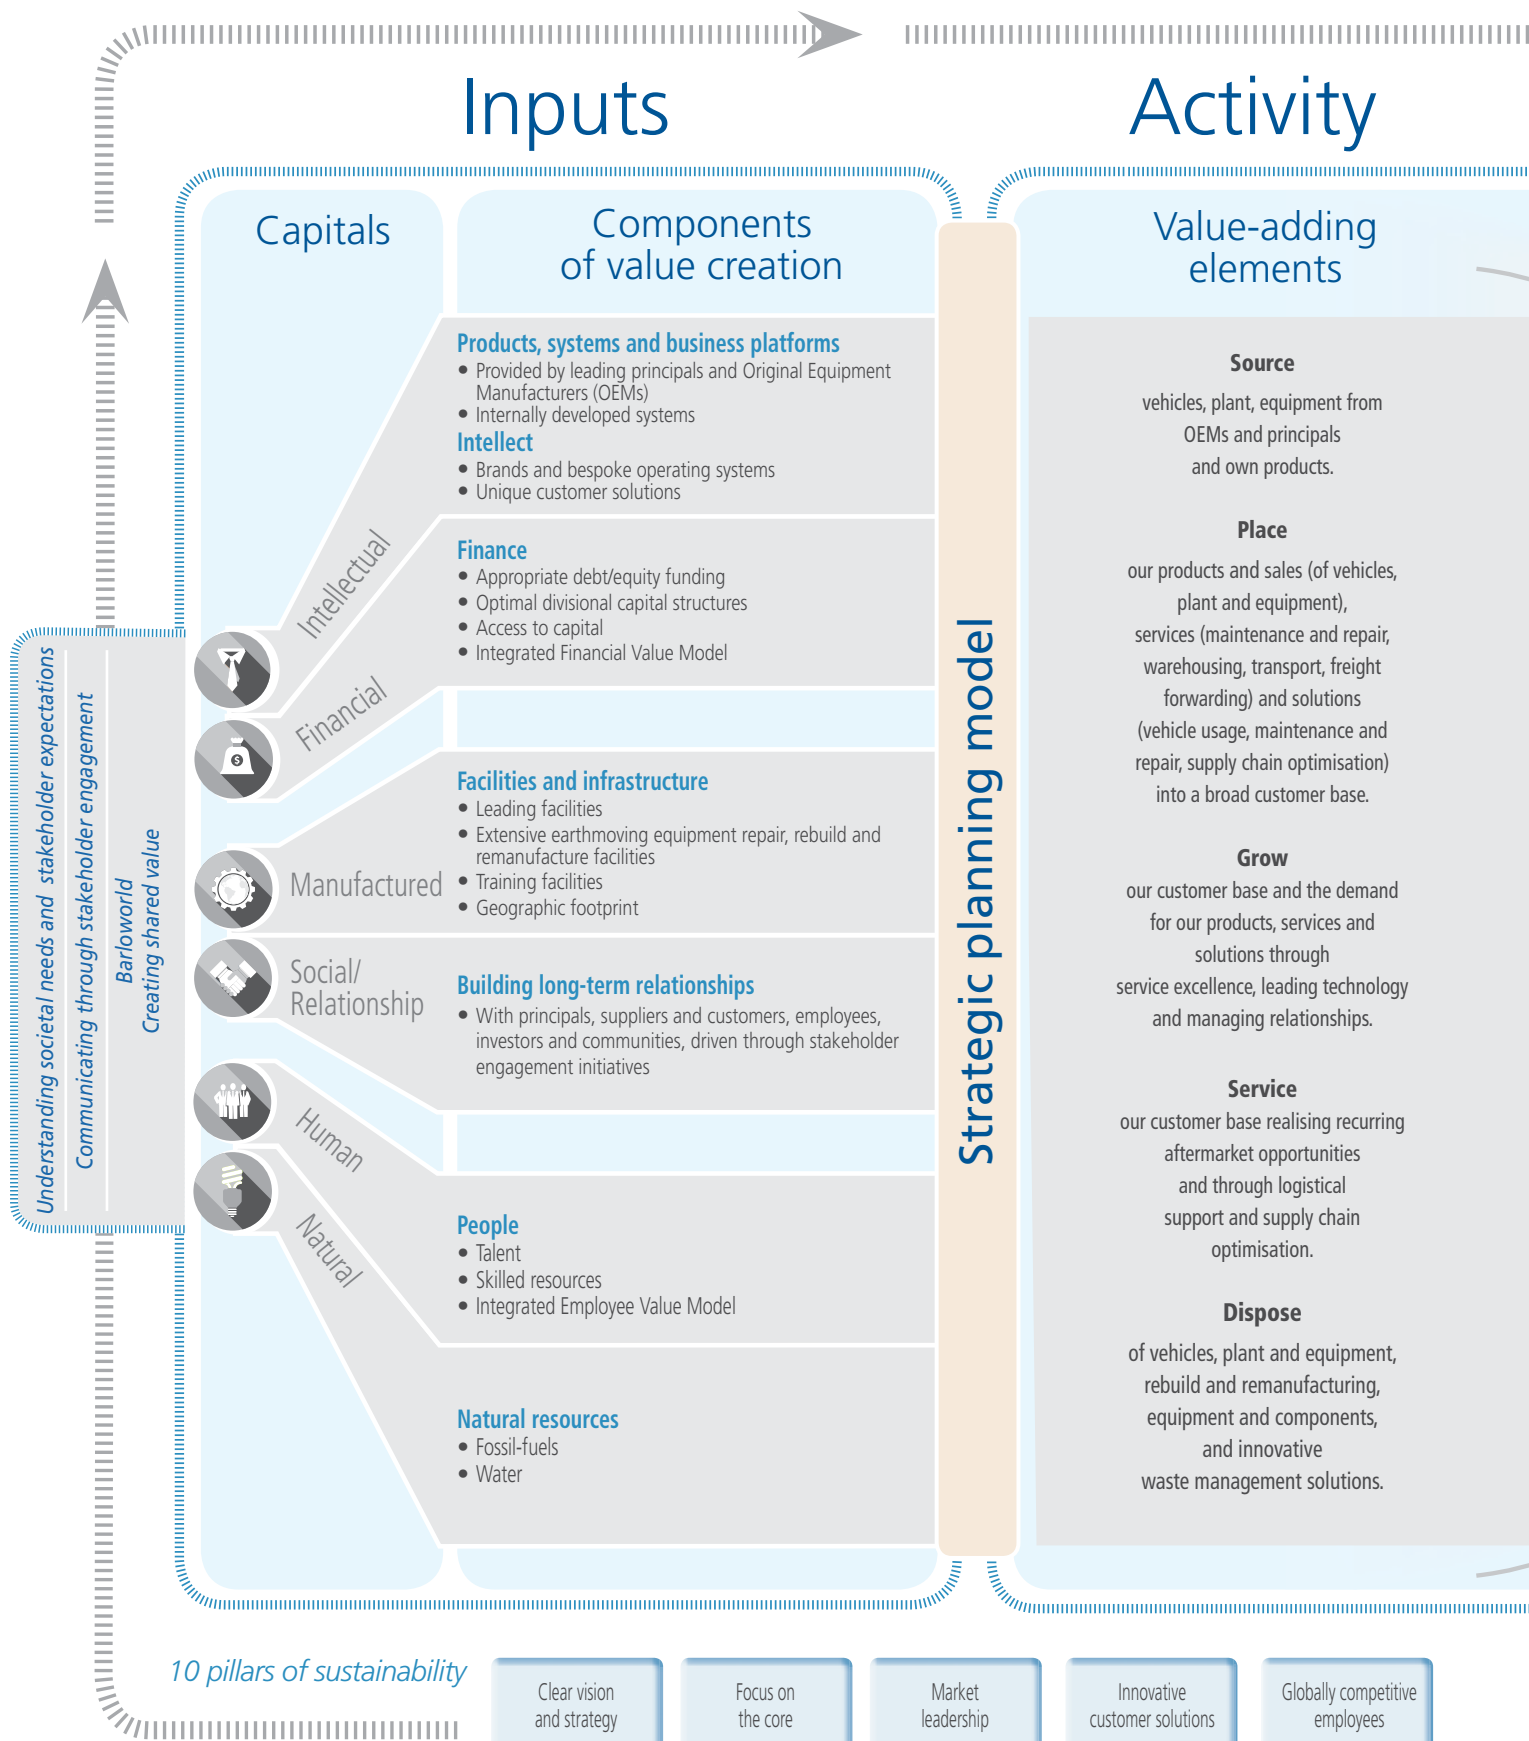 Inputs
Activity
Capitals
Components
of value creation
Value-adding
elements
Products, systems and business platforms
• Provided by leading principals and Original Equipment
Manufacturers (OEMs)
• Internally developed systems
Intellect
• Brands and bespoke operating systems
• Unique customer solutions
Intellectual
Finance
• Appropriate debt/equity funding
• Optimal divisional capital structures
• Access to capital
• Integrated Financial Value Model
Financial
Facilities and infrastructure
• Leading facilities
• Extensive earthmoving equipment repair, rebuild and
remanufacture facilities
• Training facilities
• Geographic footprint
Manufactured
Social/
Relationship
Building long-term relationships
• With principals, suppliers and customers, employees,
investors and communities, driven through stakeholder
engagement initiatives
Human
People
• Talent
• Skilled resources
• Integrated Employee Value Model
Natural
Natural resources
• Fossil-fuels
• Water
Understanding societal needs and stakeholder expectations
Communicating through stakeholder engagement
Barloworld
Creating shared value
Strategic planning model
Source
vehicles, plant, equipment from
OEMs and principals
and own products.
Place
our products and sales (of vehicles,
plant and equipment),
services (maintenance and repair,
warehousing, transport, freight
forwarding) and solutions
(vehicle usage, maintenance and
repair, supply chain optimisation)
into a broad customer base.
Grow
our customer base and the demand
for our products, services and
solutions through
service excellence, leading technology
and managing relationships.
Service
our customer base realising recurring
aftermarket opportunities
and through logistical
support and supply chain
optimisation.
Dispose
of vehicles, plant and equipment,
rebuild and remanufacturing,
equipment and components,
and innovative
waste management solutions.
10 pillars of sustainability
Clear vision
and strategy
Focus on
the core
Market
leadership
Innovative
customer solutions
Globally competitive
employees